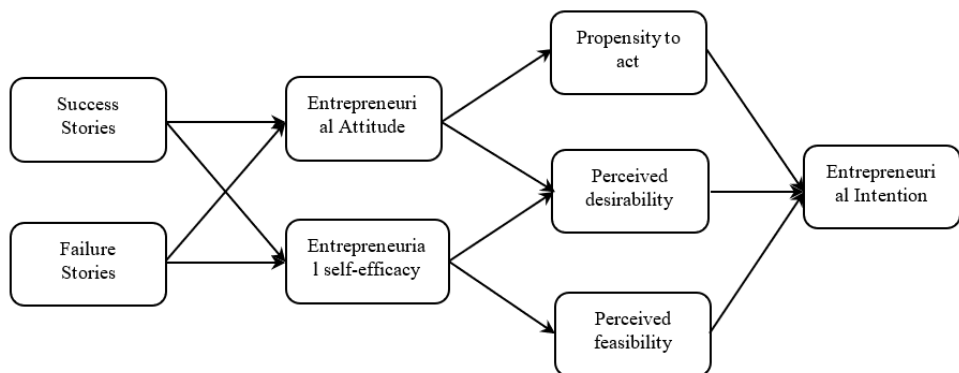 Success
Stories
Failure
Stories
Entrepreneuri
al Attitude
Entrepreneuria
l self-efficacy
Propensity to
act
Perceived
desirability
Perceived
feasibility
Entrepreneuri
al Intention